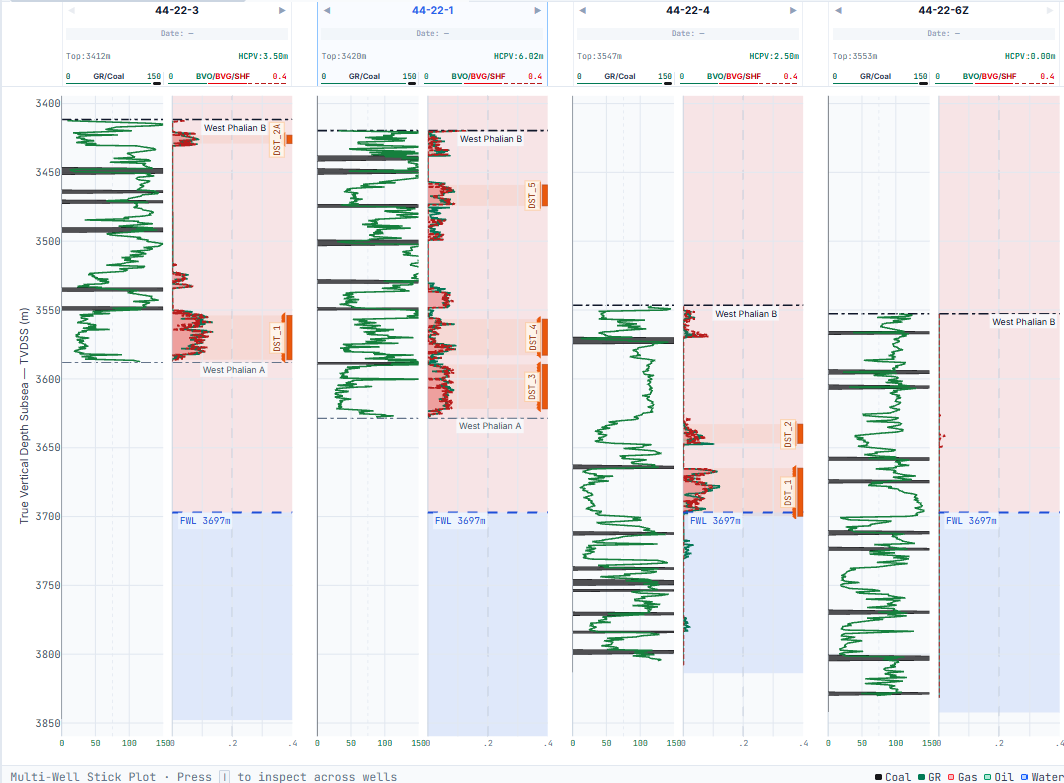 ◀ 44-22-3 ▶
Date: —
Top:3412m HCPV:3.50m
0 GR/Coal 150 0 BVO/BVG/SHF 0.4
◀ 44-22-1 ▶
Date: —
Top:3420m HCPV:6.02m
0 GR/Coal 150 0 BVO/BVG/SHF 0.4
◀ 44-22-4 ▶
Date: —
Top:3547m HCPV:2.50m
0 GR/Coal 150 0 BVO/BVG/SHF 0.4
◀ 44-22-6Z ▶
Date: —
Top:3553m HCPV:0.00m
0 GR/Coal 150 0 BVO/BVG/SHF 0.4
True Vertical Depth Subsea — TVDSS (m)
3400
3450
3500
3550
3600
3650
3700
3750
3800
3850
West Phalian B
DST_2A
DST_1
West Phalian A
FWL 3697m
0 50 100 150 0 .2 .4
West Phalian B
DST_5
DST_4
DST_3
West Phalian A
FWL 3697m
0 50 100 150 0 .2 .4
West Phalian B
DST_2
DST_1
FWL 3697m
0 50 100 150 0 .2 .4
West Phalian B
FWL 3697m
0 50 100 150 0 .2 .4
Multi-Well Stick Plot · Press | to inspect across wells
Coal GR Gas Oil Water